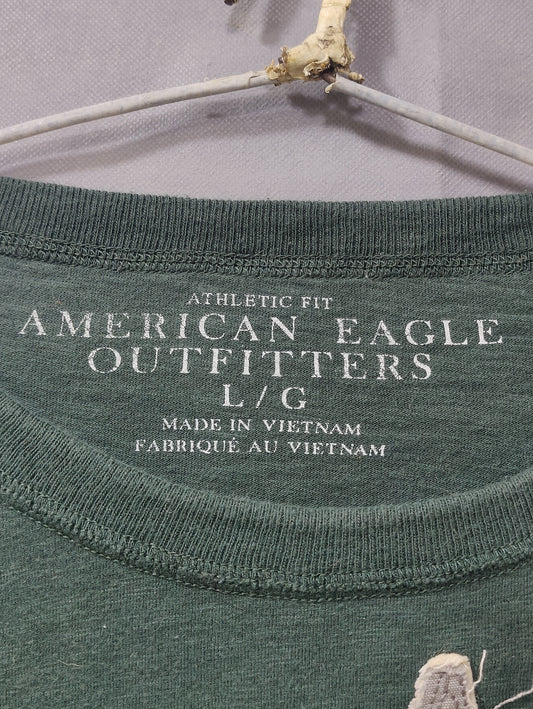 ATHLETIC FIT
AMERICAN EAGLE
OUTFITTERS
L / G
MADE IN VIETNAM
FABRIQUÉ AU VIETNAM